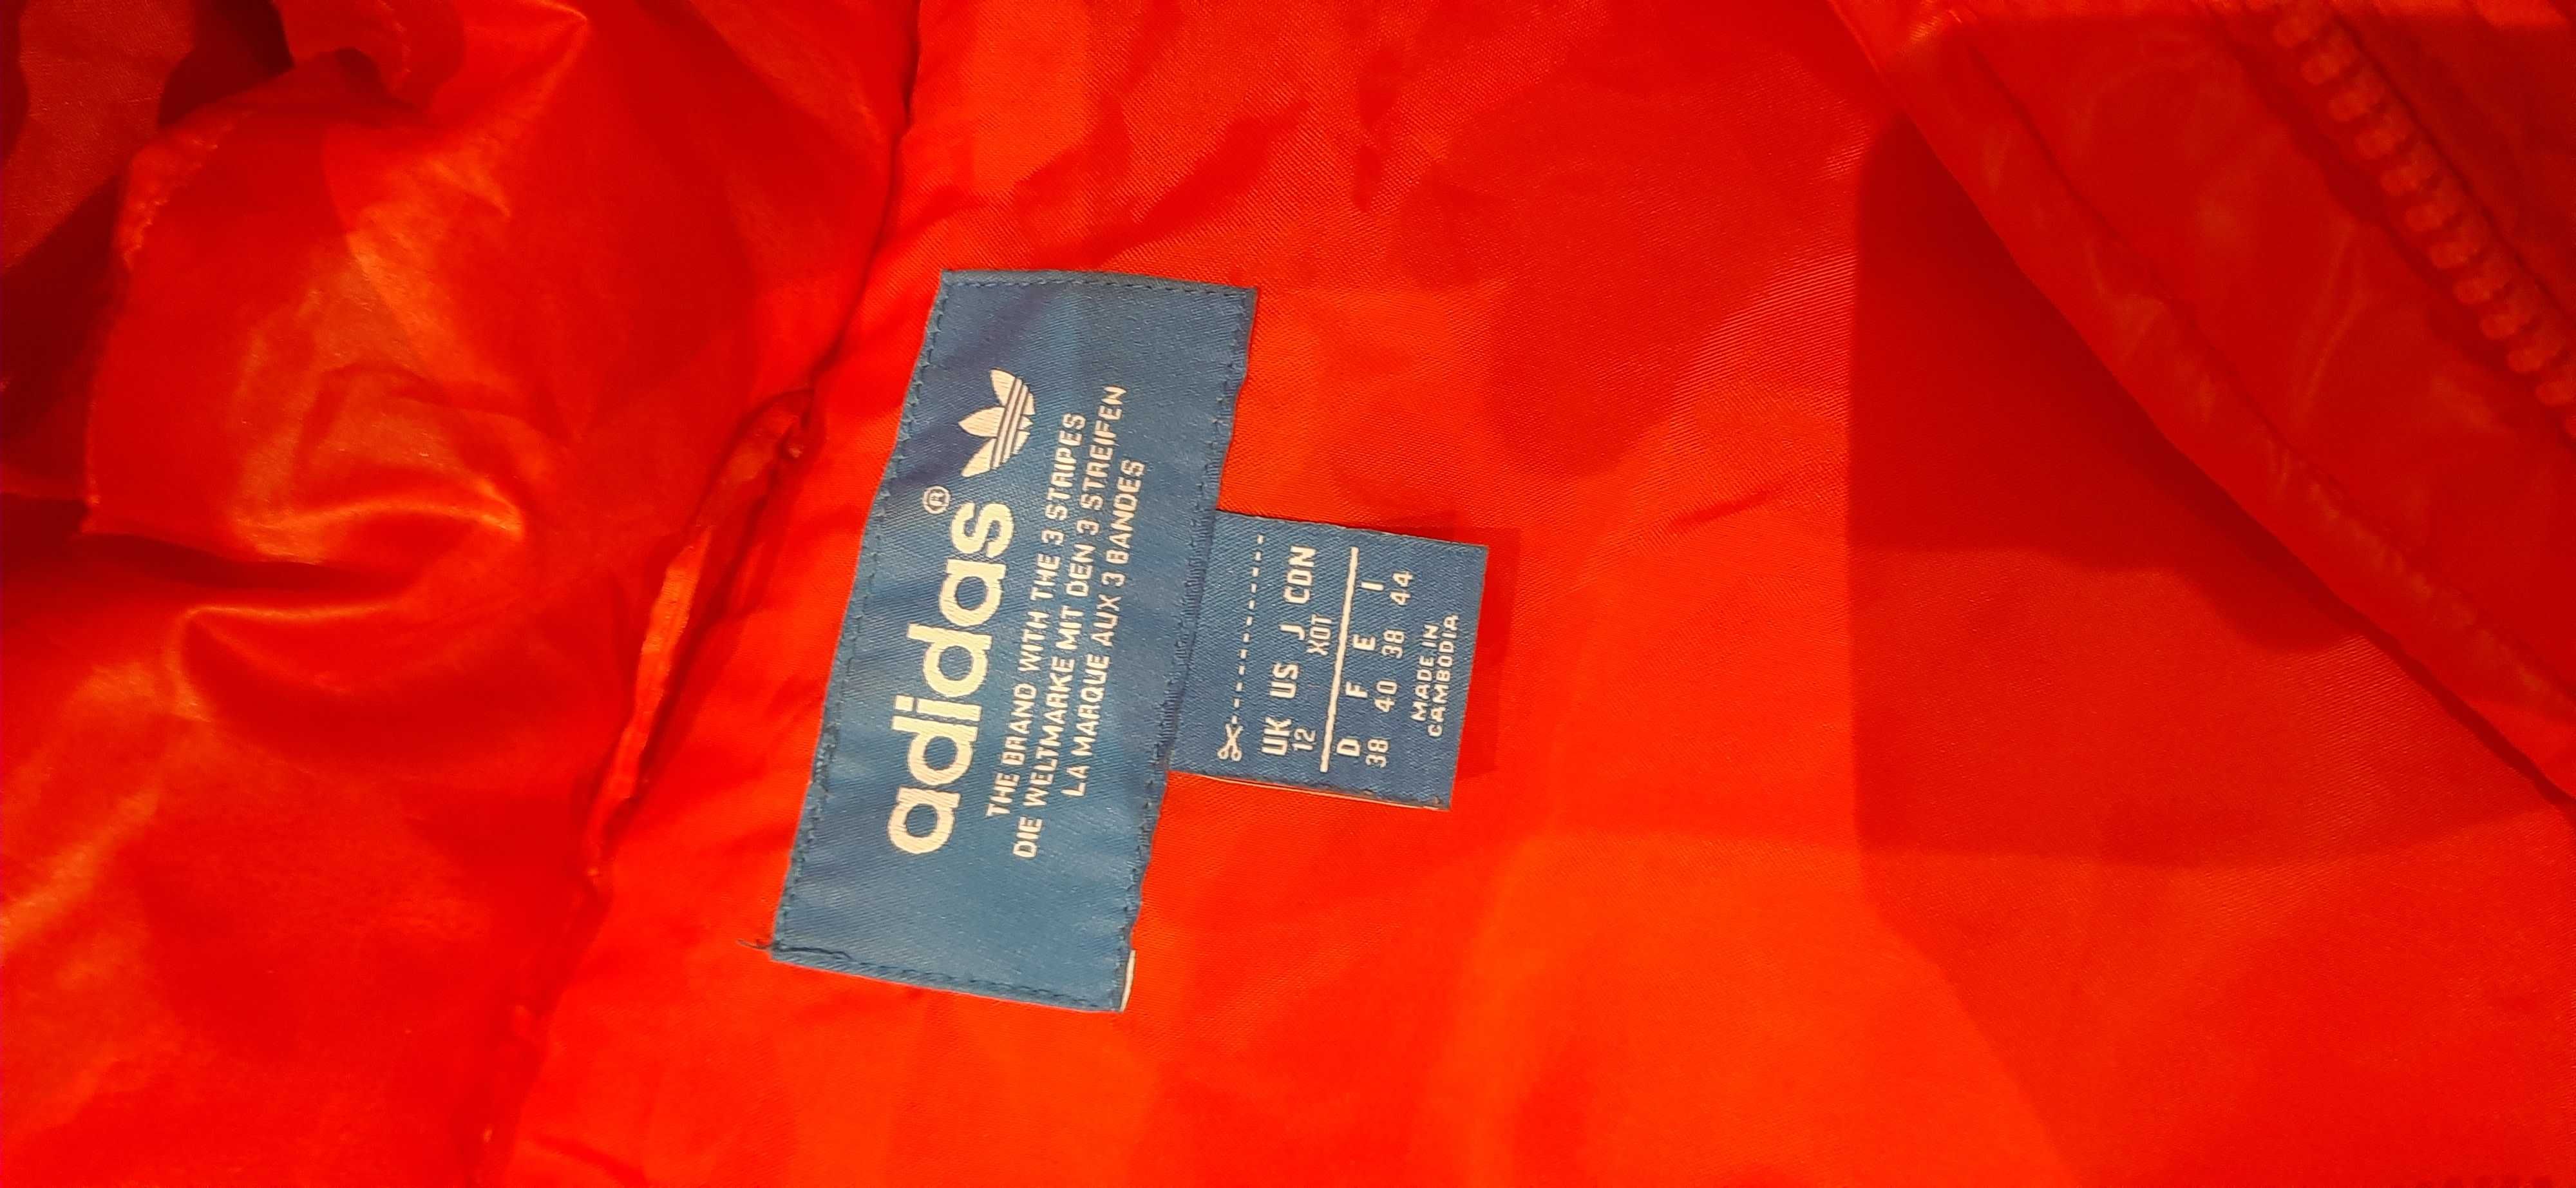 adidas®
THE BRAND WITH THE 3 STRIPES
DIE WELTMARKE MIT DEN 3 STREIFEN
LA MARQUE AUX 3 BANDES
UK US J CDN
12 XOT
D F E I
38 40 38 44
MADE IN
CAMBODIA